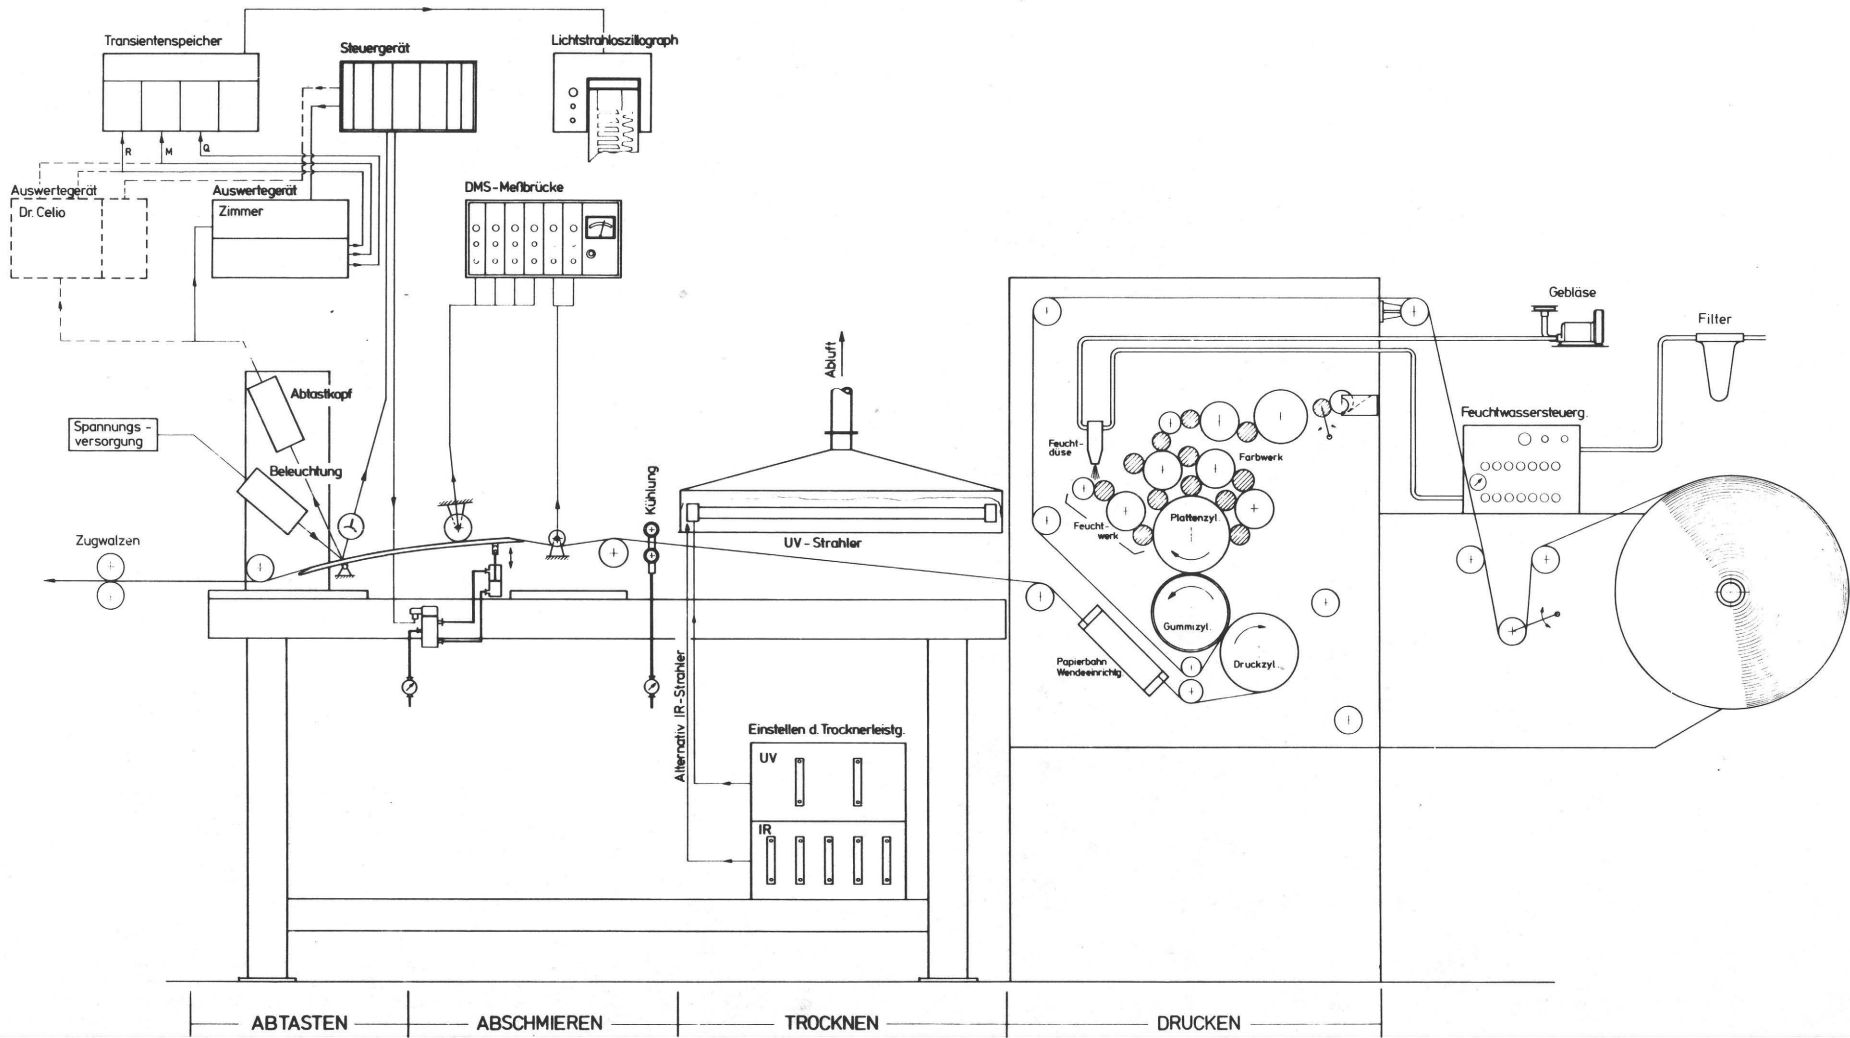 Transientenspeicher
Steuergerät
Lichtstrahloszillograph
R
M
Q
Auswertegerät
Dr. Celio
Auswertegerät
Zimmer
DMS-Meßbrücke
Gebläse
Filter
Abluft
Abtastkopf
Spannungs-
versorgung
Beleuchtung
Kühlung
Feucht-
düse
Farbwerk
Feuchtwassersteuerg.
Plattenzyl.
Feucht-
werk
UV-Strahler
Zugwalzen
Gummizyl.
Druckzyl.
Papierbahn
Wendeeinrichtg
Alternativ IR-Strahler
Einstellen d. Trocknerleistg.
UV
IR
ABTASTEN
ABSCHMIEREN
TROCKNEN
DRUCKEN